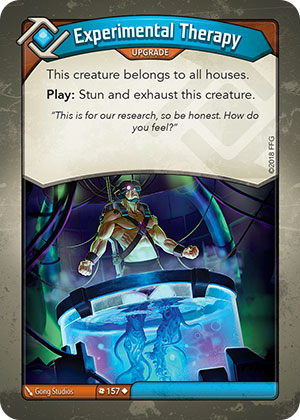 Experimental Therapy
UPGRADE
This creature belongs to all houses.
Play: Stun and exhaust this creature.
“This is for our research, so be honest. How do
you feel?”
©2018 FFG
Gong Studios
157